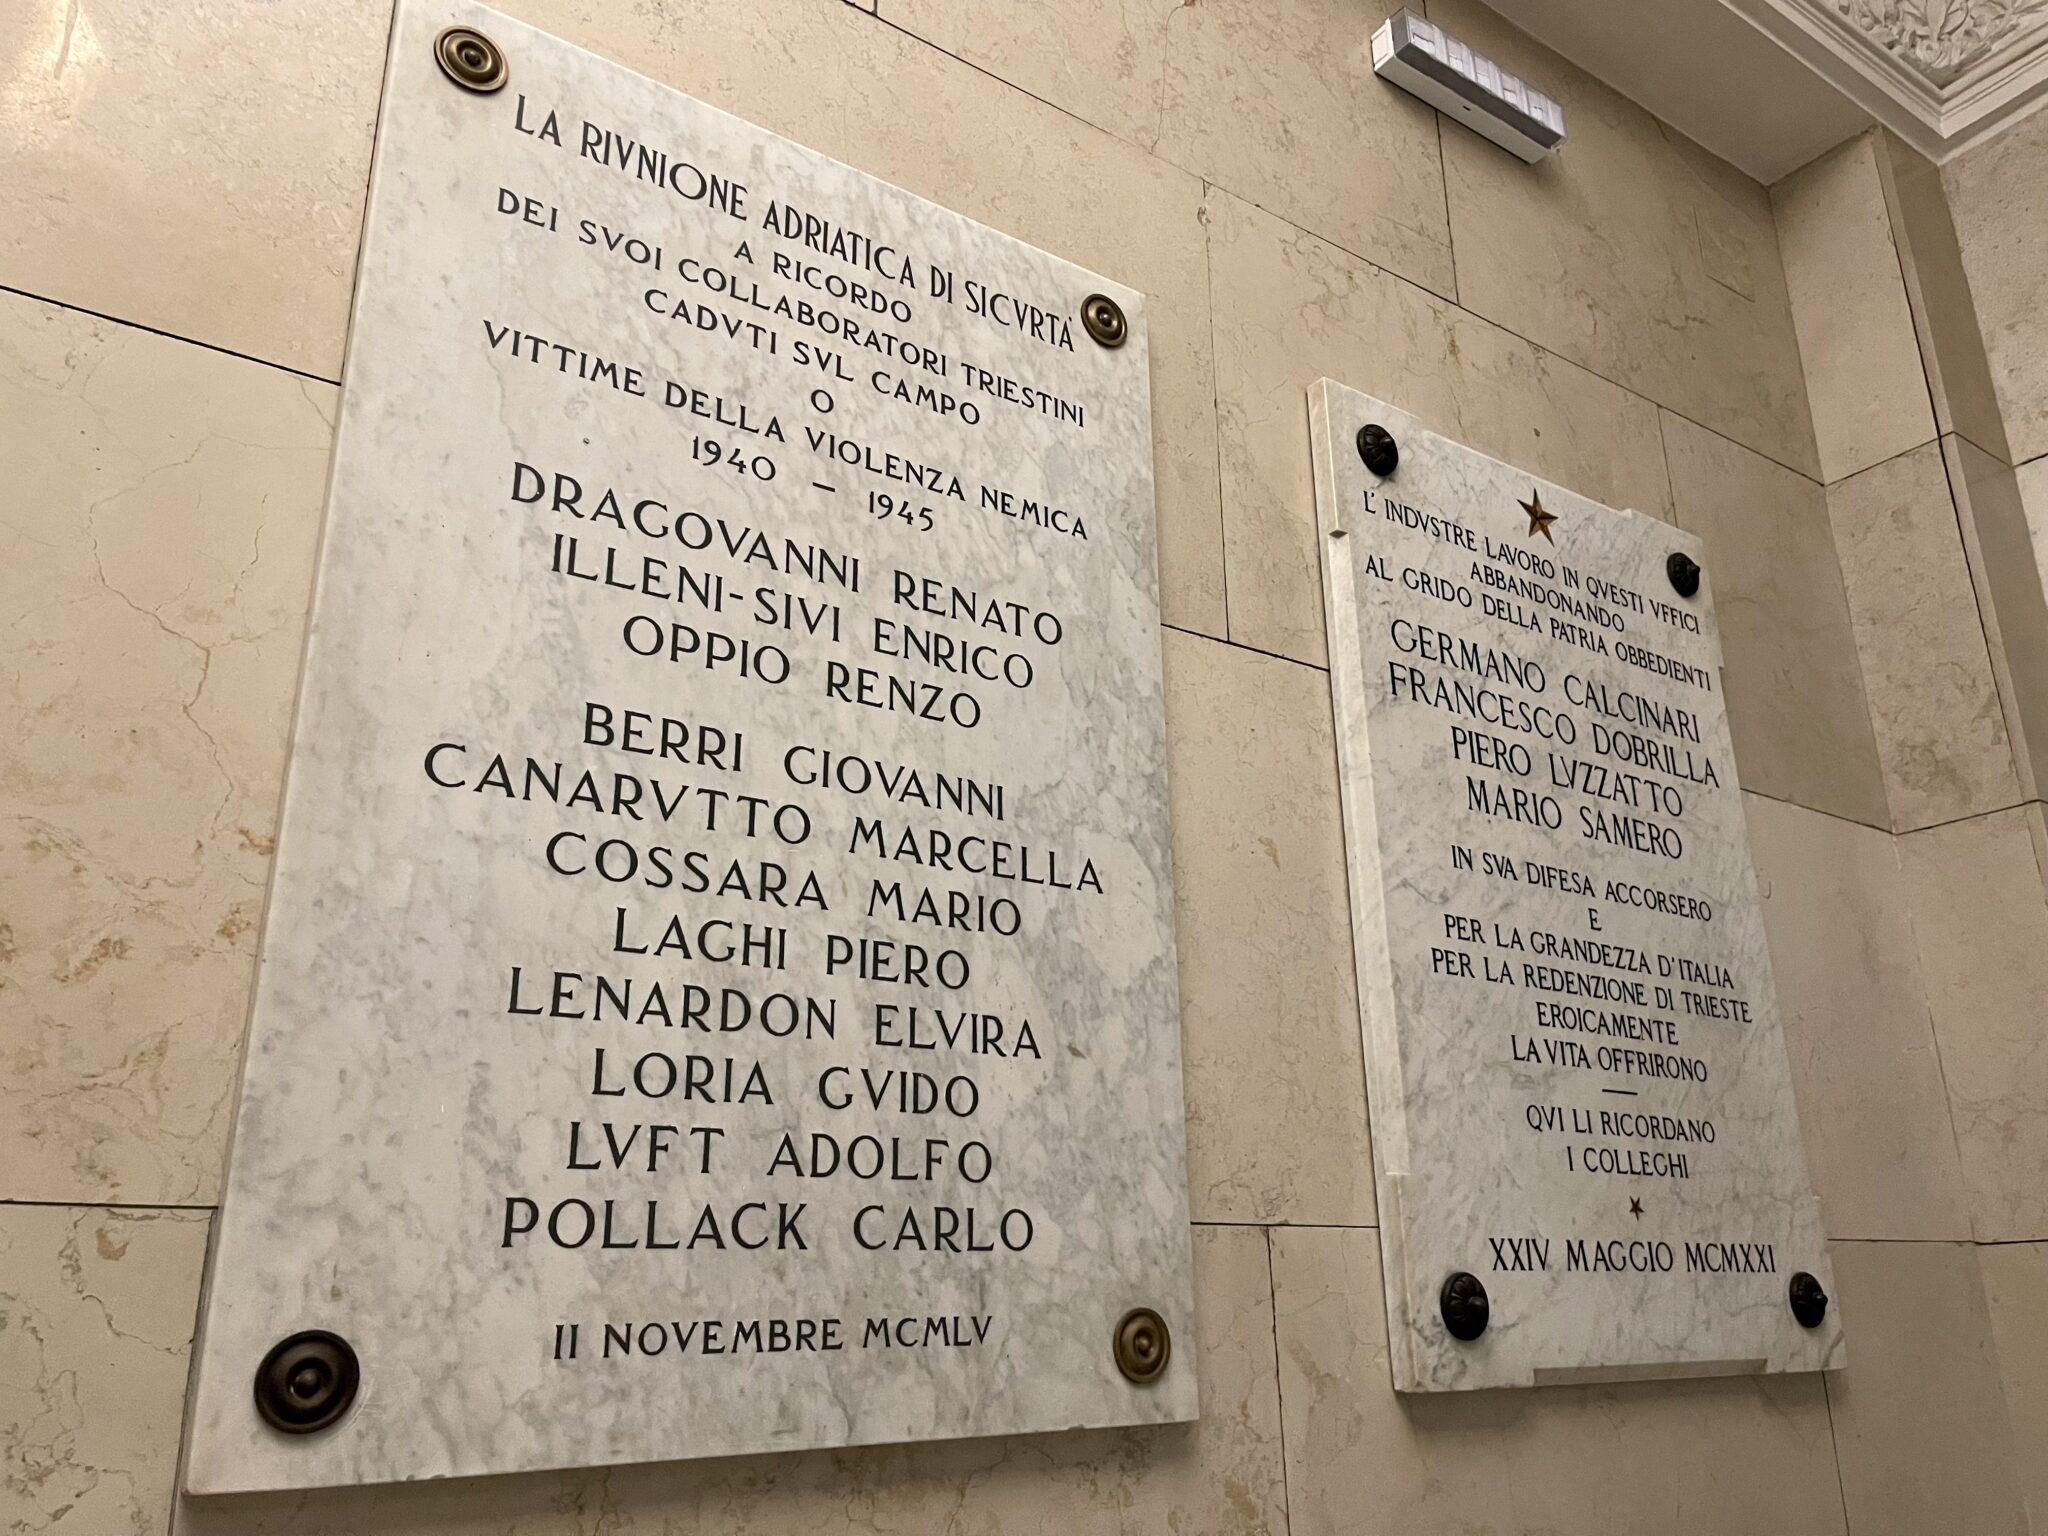 LA RIVNIONE ADRIATICA DI SICVRTÀ
A RICORDO
DEI SVOI COLLABORATORI TRIESTINI
CADVTI SVL CAMPO
O
VITTIME DELLA VIOLENZA NEMICA
1940 – 1945
DRAGOVANNI RENATO
ILLENI-SIVI ENRICO
OPPIO RENZO
BERRI GIOVANNI
CANARVTTO MARCELLA
COSSARA MARIO
LAGHI PIERO
LENARDON ELVIRA
LORIA GVIDO
LVFT ADOLFO
POLLACK CARLO
II NOVEMBRE MCMLV
L' INDVSTRE LAVORO IN QVESTI VFFICI
ABBANDONANDO
AL GRIDO DELLA PATRIA OBBEDIENTI
GERMANO CALCINARI
FRANCESCO DOBRILLA
PIERO LVZZATTO
MARIO SAMERO
IN SVA DIFESA ACCORSERO
E
PER LA GRANDEZZA D'ITALIA
PER LA REDENZIONE DI TRIESTE
EROICAMENTE
LA VITA OFFRIRONO
—
QVI LI RICORDANO
I COLLEGHI
XXIV MAGGIO MCMXXI